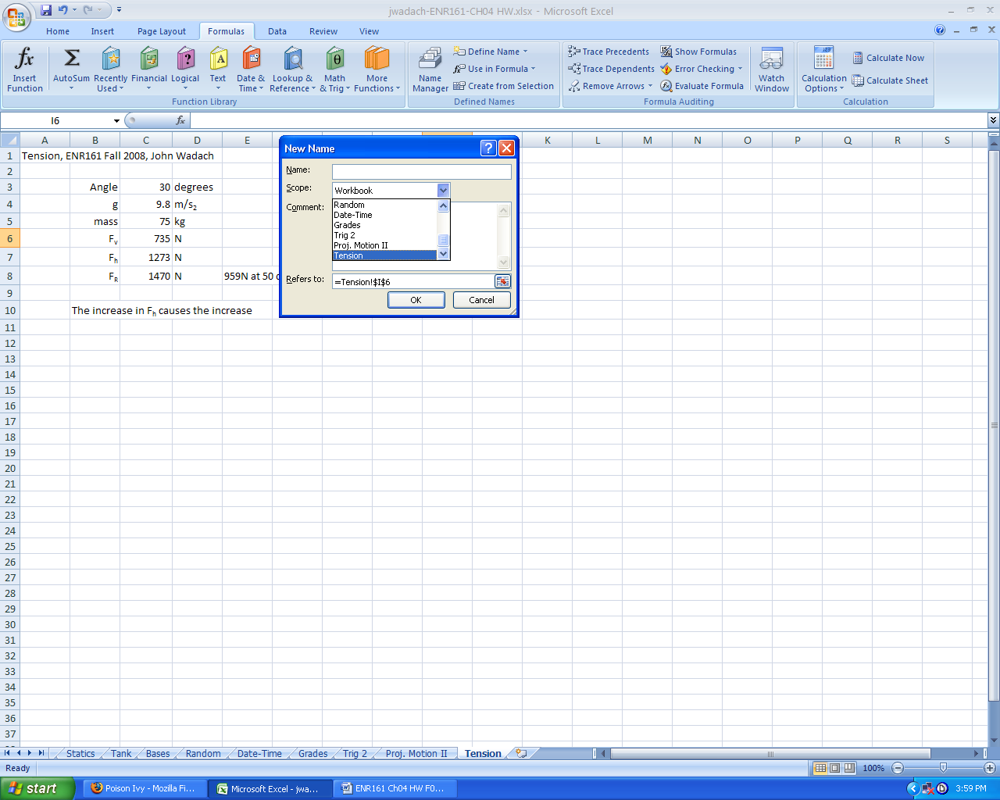 jwadach-ENR161-CH04 HW.xlsx - Microsoft Excel
Home Insert Page Layout Formulas Data Review View
Insert Function
AutoSum
Recently Used
Financial
Logical
Text
Date & Time
Lookup & Reference
Math & Trig
More Functions
Function Library
Name Manager
Define Name
Use in Formula
Create from Selection
Defined Names
Trace Precedents
Trace Dependents
Remove Arrows
Show Formulas
Error Checking
Evaluate Formula
Formula Auditing
Watch Window
Calculation Options
Calculate Now
Calculate Sheet
Calculation
I6 fx
A B C D E K L M N O P Q R S
1 Tension, ENR161 Fall 2008, John Wadach
2
3 Angle 30 degrees
4 g 9.8 m/s2
5 mass 75 kg
6 Fv 735 N
7 Fh 1273 N
8 FR 1470 N 959N at 50 d
9
10 The increase in Fh causes the increase
11
12
13
14
15
16
17
18
19
20
21
22
23
24
25
26
27
28
29
30
31
32
33
34
35
36
37
New Name
Name:
Scope: Workbook
Comment:
Random
Date-Time
Grades
Trig 2
Proj. Motion II
Tension
Refers to: =Tension!$I$6
OK Cancel
Statics Tank Bases Random Date-Time Grades Trig 2 Proj. Motion II Tension
Ready 100%
start Poison Ivy - Mozilla Fi... Microsoft Excel - jwa... ENR161 Ch04 HW F0... 3:59 PM